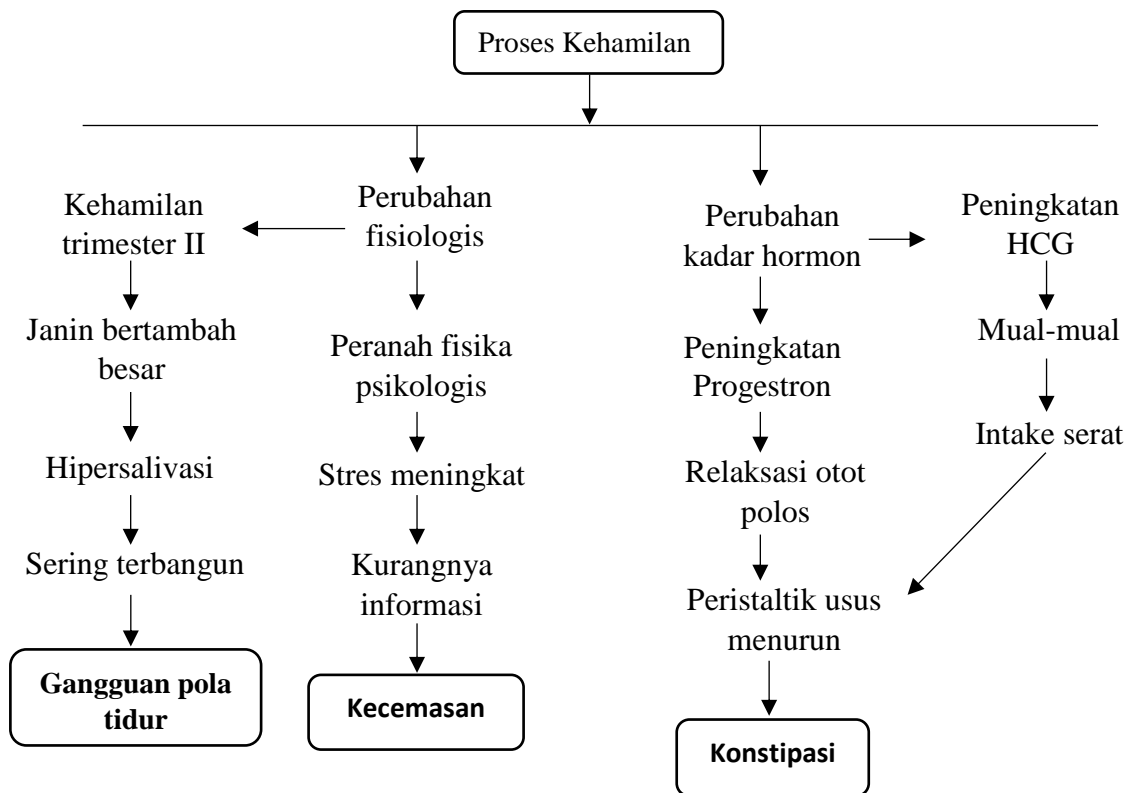 Proses Kehamilan
Kehamilan
trimester II
Janin bertambah
besar
Hipersalivasi
Sering terbangun
Gangguan pola
tidur
Perubahan
fisiologis
Peranah fisika
psikologis
Stres meningkat
Kurangnya
informasi
Kecemasan
Perubahan
kadar hormon
Peningkatan
Progestron
Relaksasi otot
polos
Peristaltik usus
menurun
Konstipasi
Peningkatan
HCG
Mual-mual
Intake serat